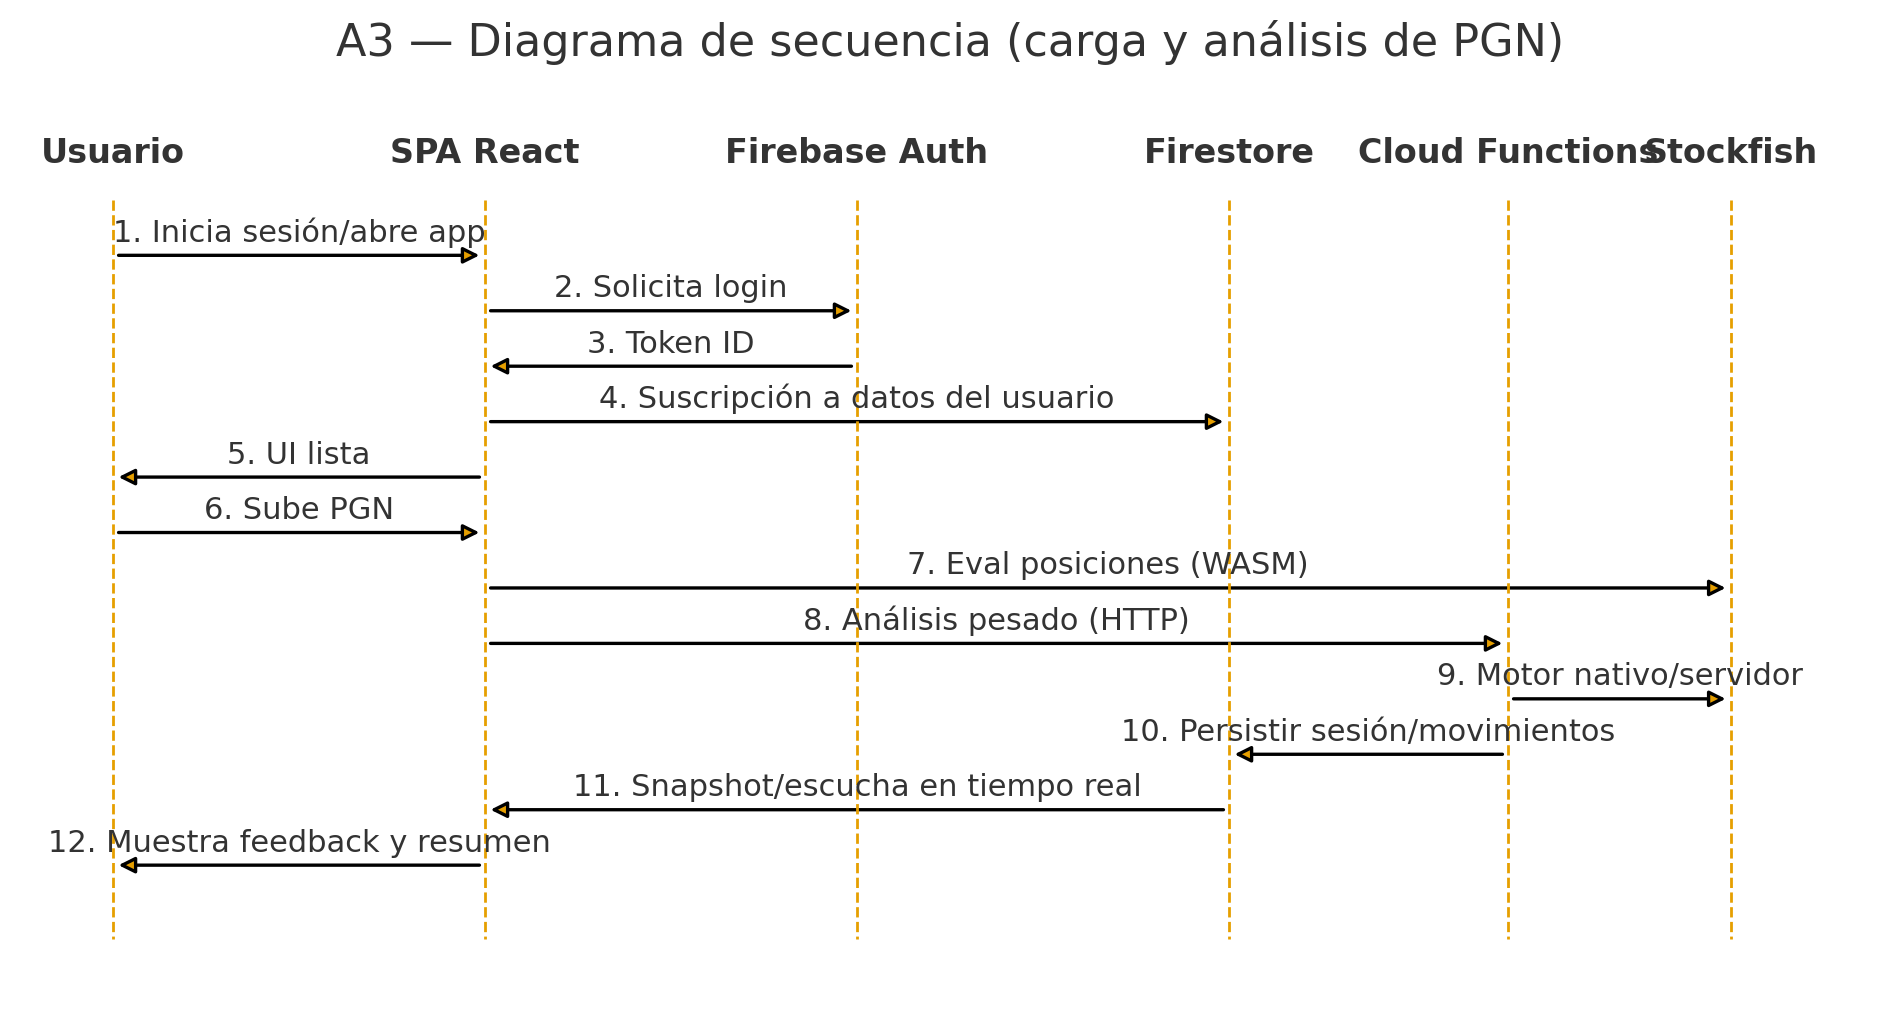 A3 — Diagrama de secuencia (carga y análisis de PGN)
Usuario SPA React Firebase Auth Firestore Cloud Functions Stockfish
1. Inicia sesión/abre app
2. Solicita login
3. Token ID
4. Suscripción a datos del usuario
5. UI lista
6. Sube PGN
7. Eval posiciones (WASM)
8. Análisis pesado (HTTP)
9. Motor nativo/servidor
10. Persistir sesión/movimientos
11. Snapshot/escucha en tiempo real
12. Muestra feedback y resumen